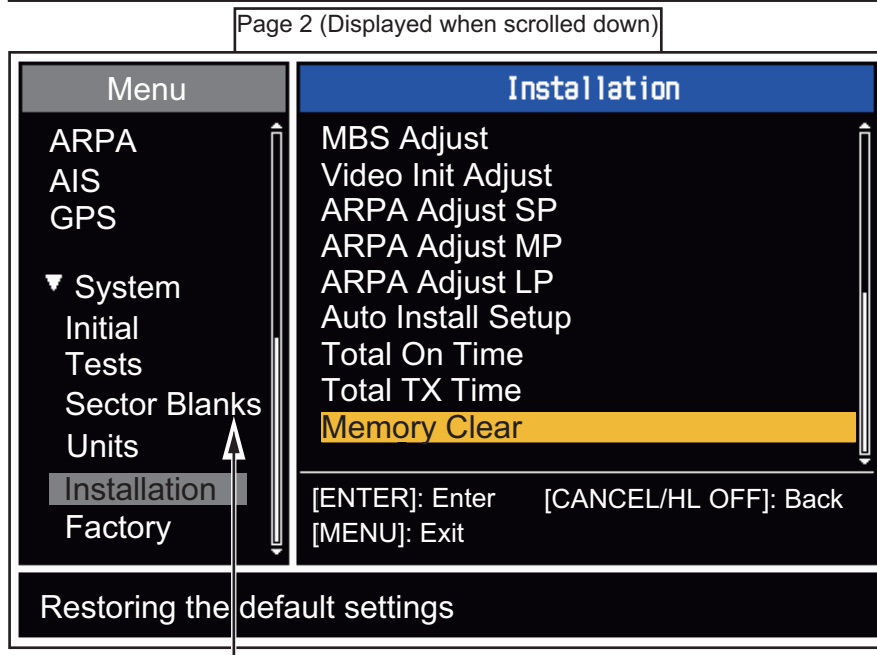 Page 2 (Displayed when scrolled down)
Menu
ARPA
AIS
GPS
▼ System
Initial
Tests
Sector Blanks
Units
Installation
Factory
Installation
MBS Adjust
Video Init Adjust
ARPA Adjust SP
ARPA Adjust MP
ARPA Adjust LP
Auto Install Setup
Total On Time
Total TX Time
Memory Clear
[ENTER]: Enter [CANCEL/HL OFF]: Back
[MENU]: Exit
Restoring the default settings